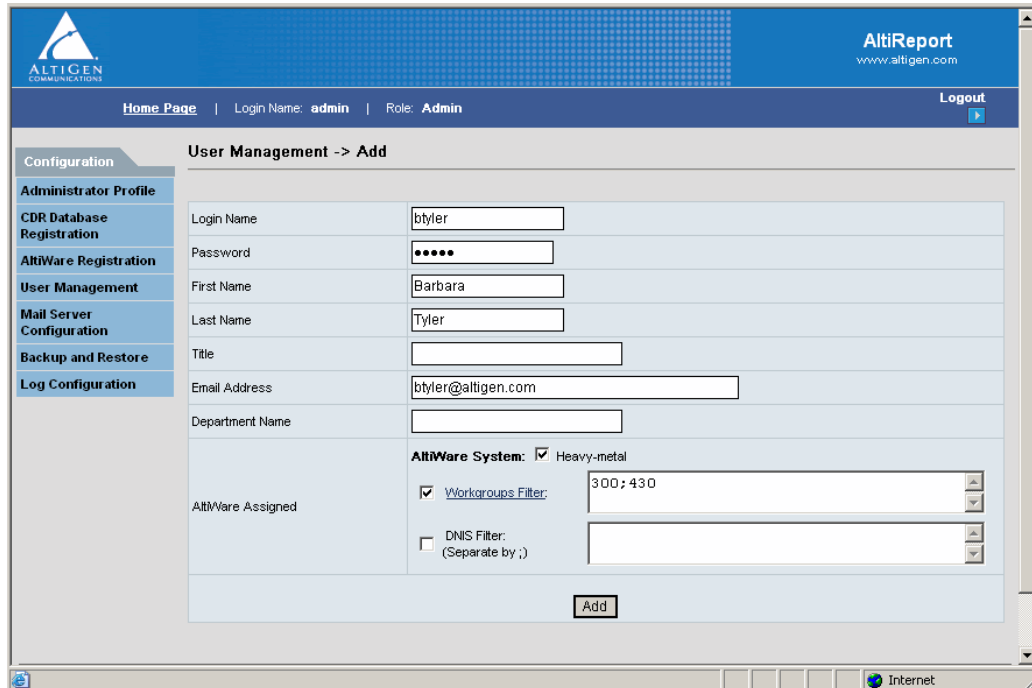 ALTIGEN
COMMUNICATIONS
AltiReport
www.altigen.com
Home Page | Login Name: admin | Role: Admin
Logout
Configuration
Administrator Profile
CDR Database
Registration
AltiWare Registration
User Management
Mail Server
Configuration
Backup and Restore
Log Configuration
User Management -> Add
Login Name
btyler
Password
•••••
First Name
Barbara
Last Name
Tyler
Title
Email Address
btyler@altigen.com
Department Name
AltiWare Assigned
AltiWare System: Heavy-metal
Workgroups Filter:
300;430
DNIS Filter:
(Separate by ;)
Add
Internet